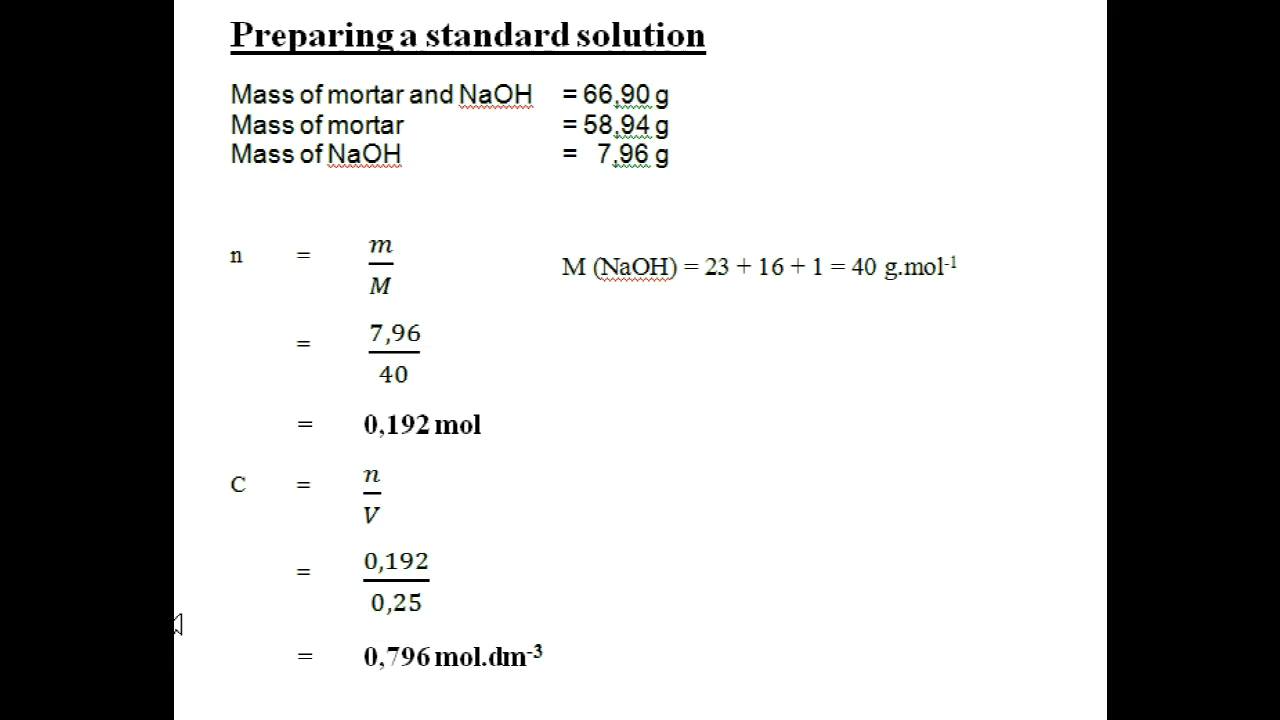 Preparing a standard solution
Mass of mortar and NaOH = 66,90 g
Mass of mortar = 58,94 g
Mass of NaOH = 7,96 g
n = m/M M (NaOH) = 23 + 16 + 1 = 40 g.mol⁻¹
= 7,96/40
= 0,192 mol
C = n/V
= 0,192/0,25
= 0,796 mol.dm⁻³